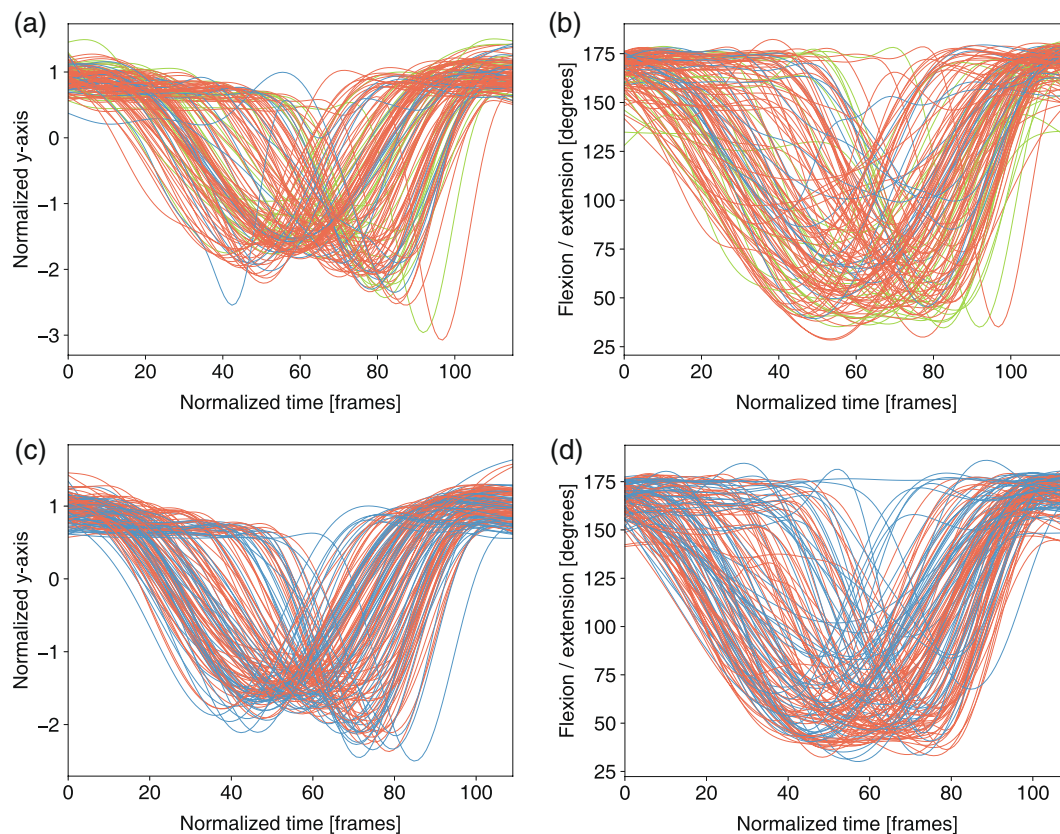 (a)
Normalized y-axis
1
0
−1
−2
−3
0 20 40 60 80 100
Normalized time [frames]
(b)
Flexion / extension [degrees]
175
150
125
100
75
50
25
0 20 40 60 80 100
Normalized time [frames]
(c)
Normalized y-axis
1
0
−1
−2
0 20 40 60 80 100
Normalized time [frames]
(d)
Flexion / extension [degrees]
175
150
125
100
75
50
25
0 20 40 60 80 100
Normalized time [frames]